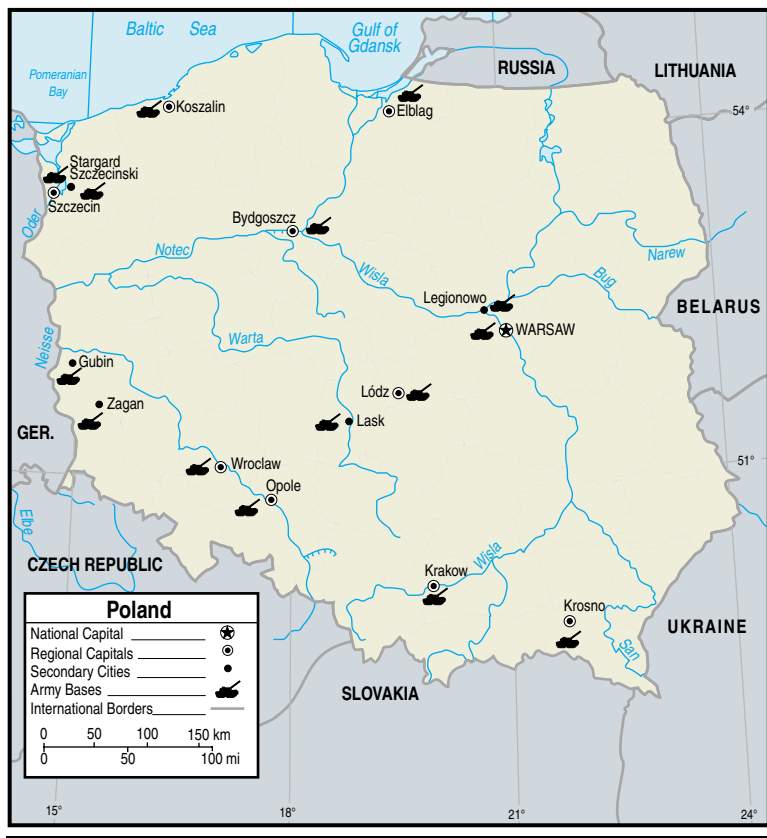 Baltic Sea
Gulf of
Gdansk
RUSSIA
LITHUANIA
Pomeranian
Bay
Koszalin
Elblag
54°
Stargard
Szczecinski
Szczecin
Oder
Bydgoszcz
Notec
Wisla
Narew
Bug
Legionowo
BELARUS
WARSAW
Neisse
Warta
Gubin
Zagan
Lódz
Lask
GER.
51°
Wroclaw
Opole
Elbe
CZECH REPUBLIC
Wisla
Krakow
Krosno
UKRAINE
San
SLOVAKIA
Poland
National Capital
Regional Capitals
Secondary Cities
Army Bases
International Borders
0 50 100 150 km
0 50 100 mi
15° 18° 21° 24°